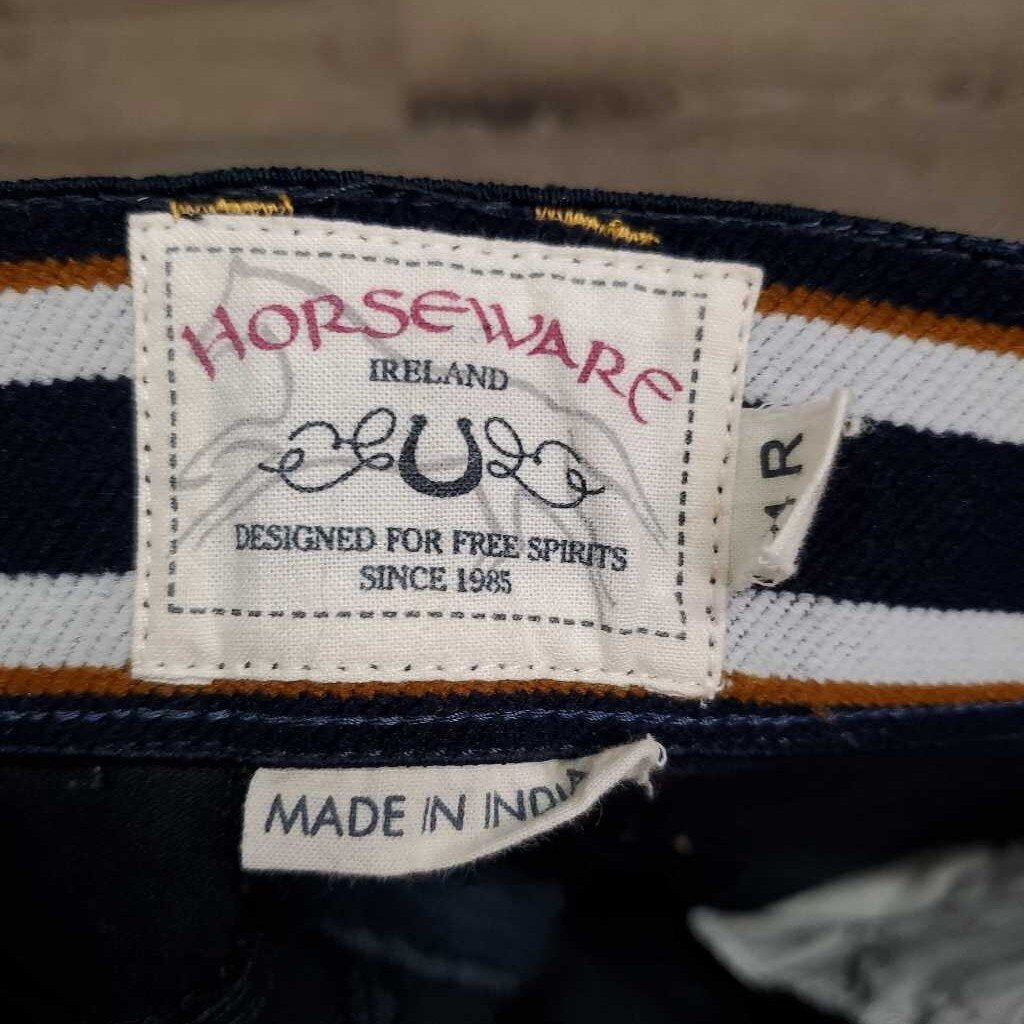 HORSEWARE
IRELAND
DESIGNED FOR FREE SPIRITS
SINCE 1985
MADE IN INDIA